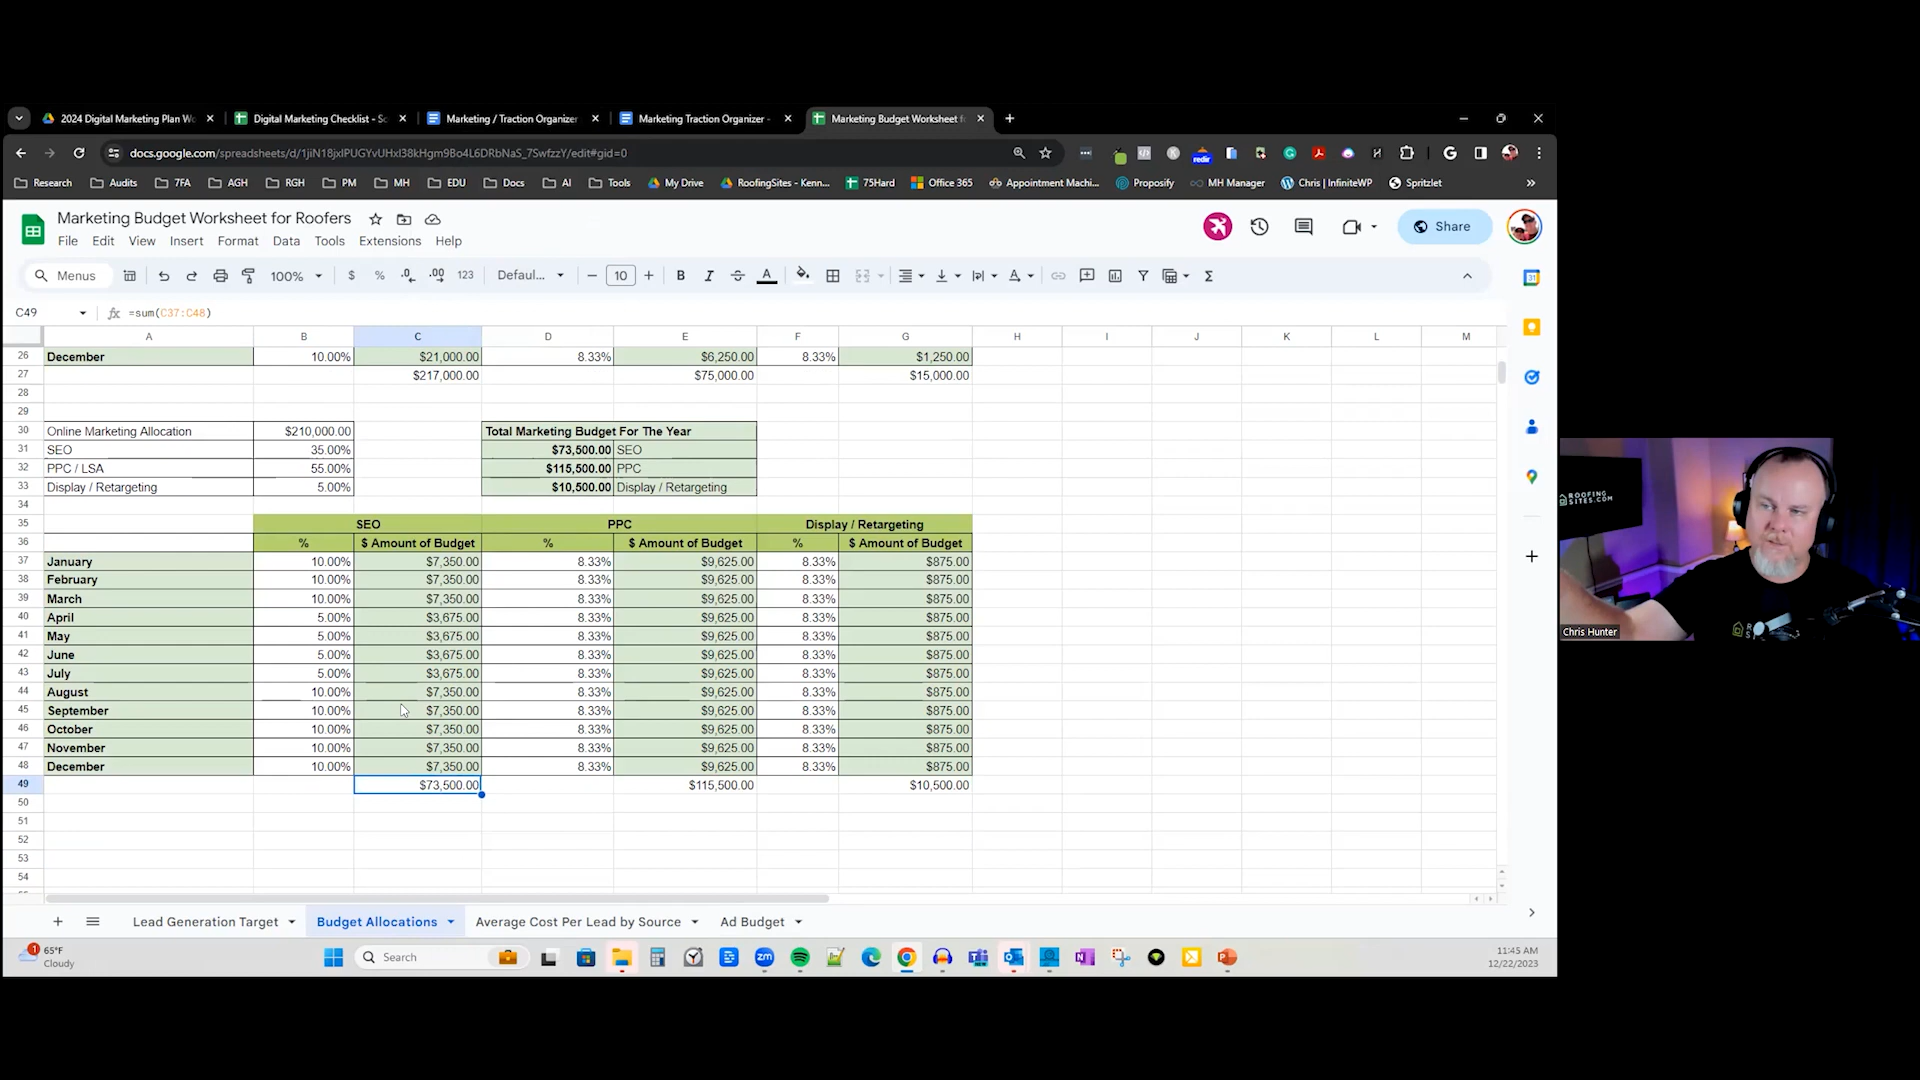 2024 Digital Marketing Plan Wo
Digital Marketing Checklist - Sc
Marketing / Traction Organizer
Marketing Traction Organizer -
Marketing Budget Worksheet f
docs.google.com/spreadsheets/d/1jiN18jxlPUGYvUHxI38kHgm9Bo4L6DRbNaS_7SwfzzY/edit#gid=0
redir
Research Audits 7FA AGH RGH PM MH EDU Docs AI Tools My Drive RoofingSites - Kenn... 75Hard Office 365 Appointment Machi... Proposify MH Manager Chris | InfiniteWP Spritzlet
Marketing Budget Worksheet for Roofers
File Edit View Insert Format Data Tools Extensions Help
Share
Menus 100% $ % .0 .00 123 Defaul... 10 B I A
C49 fx =sum(C37:C48)
A B C D E F G H I J K L M
26 December 10.00% $21,000.00 8.33% $6,250.00 8.33% $1,250.00
27 $217,000.00 $75,000.00 $15,000.00
28
29
30 Online Marketing Allocation $210,000.00 Total Marketing Budget For The Year
31 SEO 35.00% $73,500.00 SEO
32 PPC / LSA 55.00% $115,500.00 PPC
33 Display / Retargeting 5.00% $10,500.00 Display / Retargeting
34
35 SEO PPC Display / Retargeting
36 % $ Amount of Budget % $ Amount of Budget % $ Amount of Budget
37 January 10.00% $7,350.00 8.33% $9,625.00 8.33% $875.00
38 February 10.00% $7,350.00 8.33% $9,625.00 8.33% $875.00
39 March 10.00% $7,350.00 8.33% $9,625.00 8.33% $875.00
40 April 5.00% $3,675.00 8.33% $9,625.00 8.33% $875.00
41 May 5.00% $3,675.00 8.33% $9,625.00 8.33% $875.00
42 June 5.00% $3,675.00 8.33% $9,625.00 8.33% $875.00
43 July 5.00% $3,675.00 8.33% $9,625.00 8.33% $875.00
44 August 10.00% $7,350.00 8.33% $9,625.00 8.33% $875.00
45 September 10.00% $7,350.00 8.33% $9,625.00 8.33% $875.00
46 October 10.00% $7,350.00 8.33% $9,625.00 8.33% $875.00
47 November 10.00% $7,350.00 8.33% $9,625.00 8.33% $875.00
48 December 10.00% $7,350.00 8.33% $9,625.00 8.33% $875.00
49 $73,500.00 $115,500.00 $10,500.00
50
51
52
53
54
Lead Generation Target Budget Allocations Average Cost Per Lead by Source Ad Budget
1
65°F
Cloudy
Search
11:45 AM
12/22/2023
ROOFING
SITES.COM
Chris Hunter